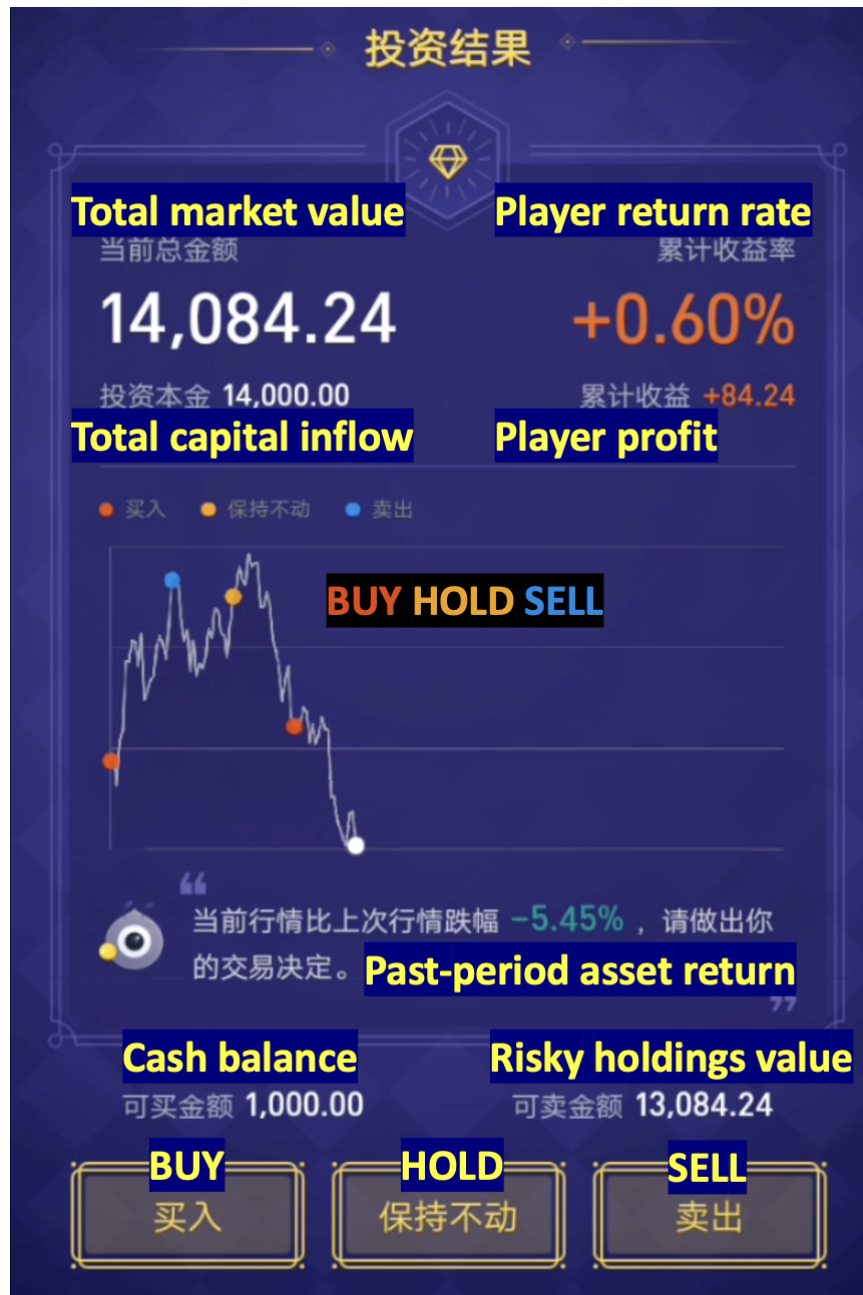 投资结果
Total market value Player return rate
当前总金额 累计收益率
14,084.24 +0.60%
投资本金 14,000.00 累计收益 +84.24
Total capital inflow Player profit
买入 保持不动 卖出
BUY HOLD SELL
“
当前行情比上次行情跌幅 -5.45% ，请做出你
的交易决定。 Past-period asset return
”
Cash balance Risky holdings value
可买金额 1,000.00 可卖金额 13,084.24
BUY HOLD SELL
买入 保持不动 卖出